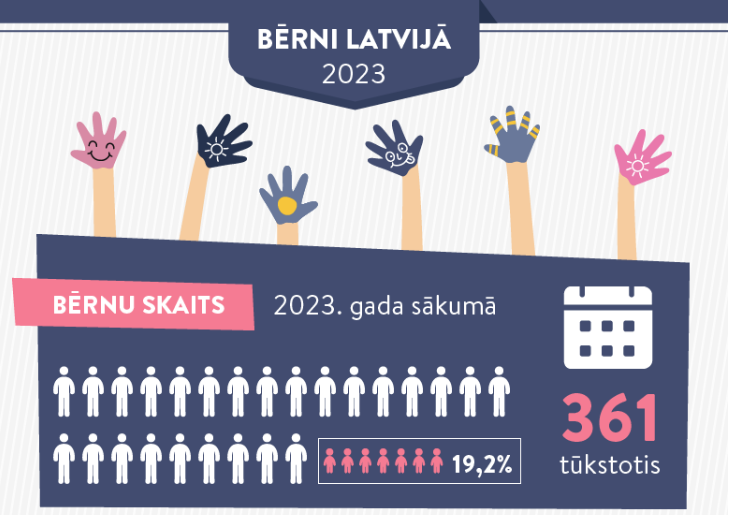 BĒRNI LATVIJĀ
2023
BĒRNU SKAITS
2023. gada sākumā
361
tūkstotis
19,2%